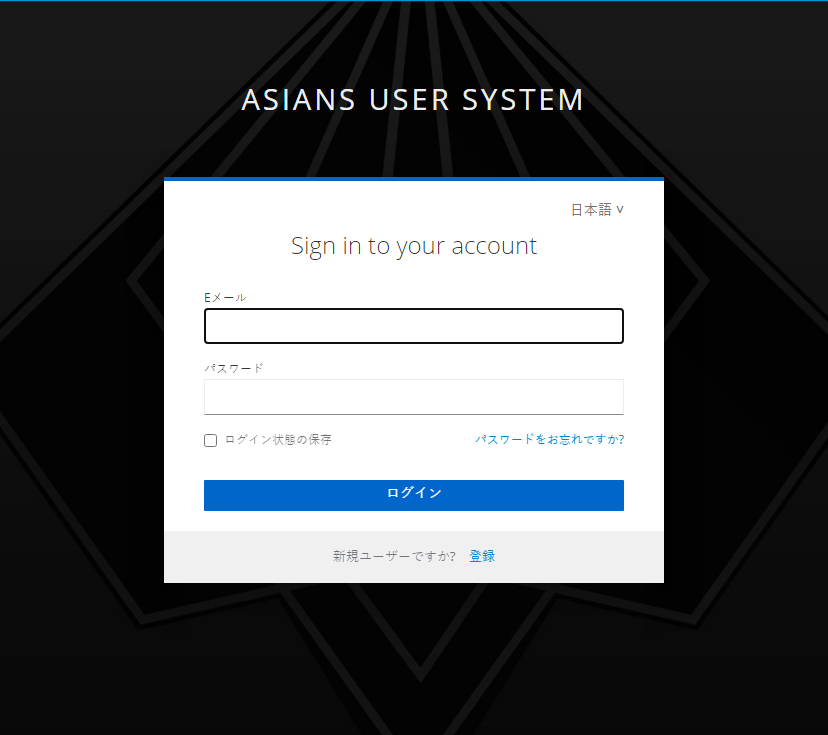 ASIANS USER SYSTEM
日本語
Sign in to your account
Eメール
パスワード
ログイン状態の保存 パスワードをお忘れですか?
ログイン
新規ユーザーですか? 登録